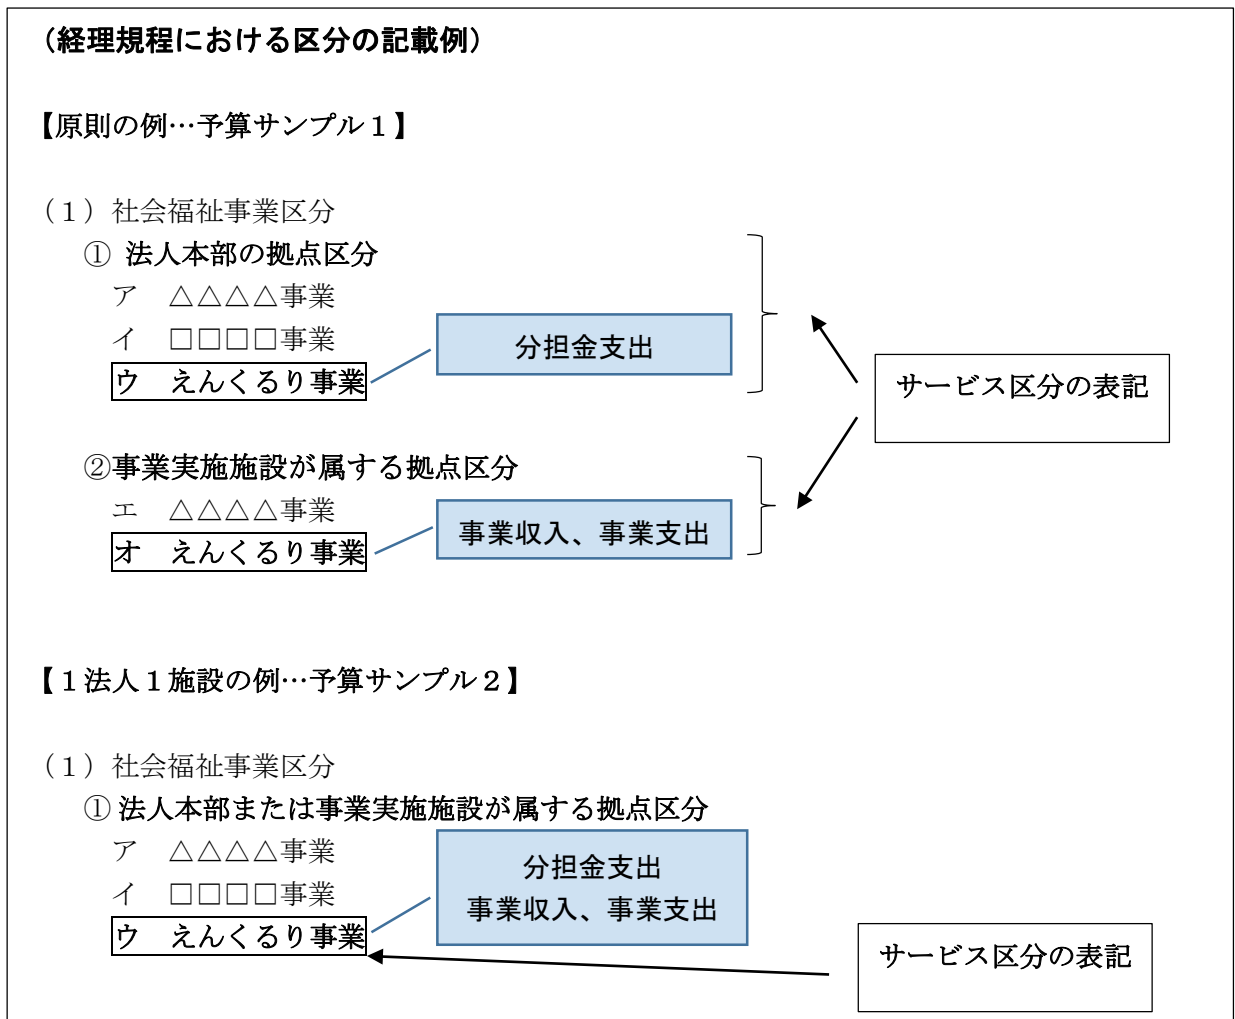 （経理規程における区分の記載例）
【原則の例…予算サンプル１】
（１）社会福祉事業区分
① 法人本部の拠点区分
ア　△△△△事業
イ　□□□□事業
分担金支出
ウ　えんくるり事業
サービス区分の表記
②事業実施施設が属する拠点区分
エ　△△△△事業
事業収入、事業支出
オ　えんくるり事業
【１法人１施設の例…予算サンプル２】
（１）社会福祉事業区分
① 法人本部または事業実施施設が属する拠点区分
ア　△△△△事業
分担金支出
イ　□□□□事業
事業収入、事業支出
ウ　えんくるり事業
サービス区分の表記